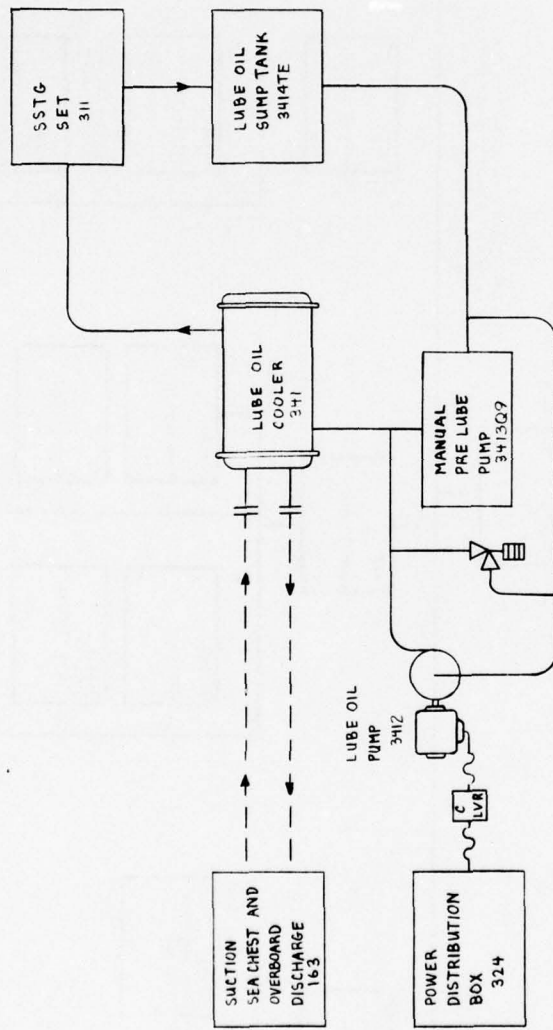 SSTG
SET
311
LUBE OIL
SUMP TANK
3414TE
LUBE OIL
COOLER
341
MANUAL
PRE LUBE
PUMP
3413Q9
LUBE OIL
PUMP
3412
C
LVR
SUCTION
SEA CHEST AND
OVERBOARD
DISCHARGE
163
POWER
DISTRIBUTION
BOX
324